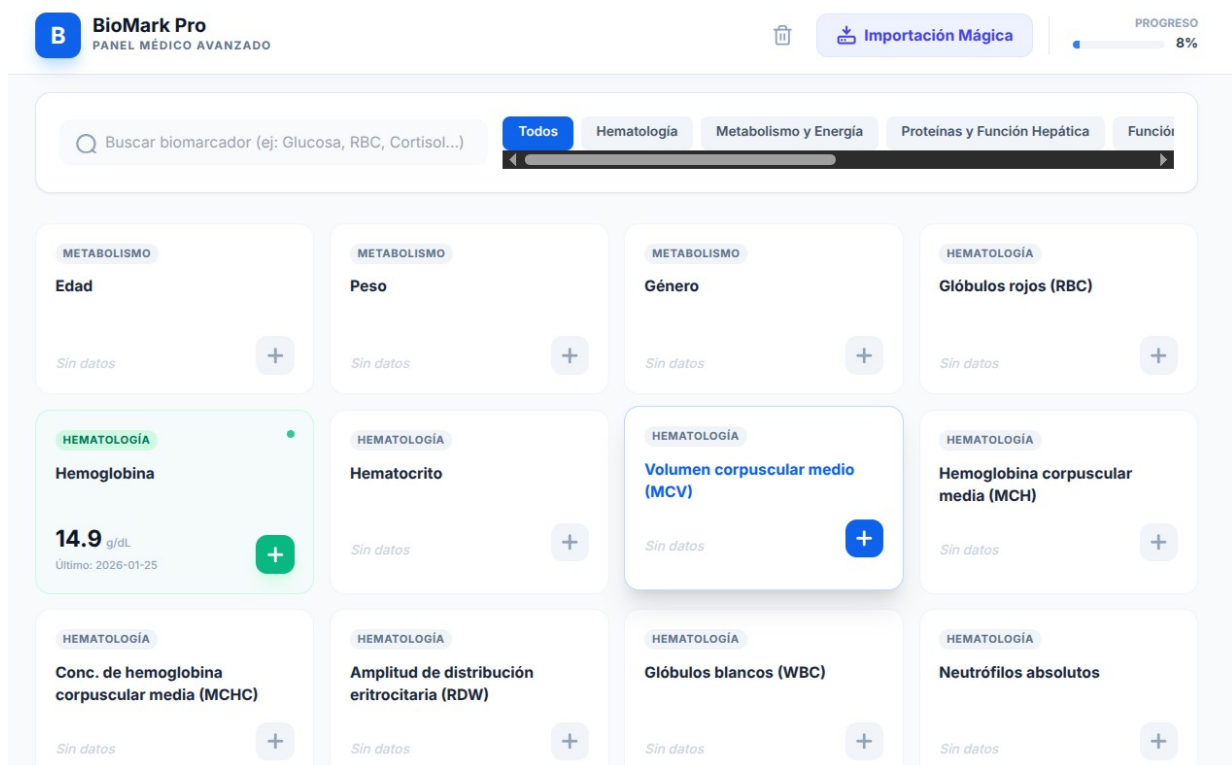 B
BioMark Pro
PANEL MÉDICO AVANZADO
Importación Mágica
PROGRESO
8%
Buscar biomarcador (ej: Glucosa, RBC, Cortisol...)
Todos
Hematología
Metabolismo y Energía
Proteínas y Función Hepática
Función
METABOLISMO
Edad
Sin datos
METABOLISMO
Peso
Sin datos
METABOLISMO
Género
Sin datos
HEMATOLOGÍA
Glóbulos rojos (RBC)
Sin datos
HEMATOLOGÍA
Hemoglobina
14.9 g/dL
Último: 2026-01-25
HEMATOLOGÍA
Hematocrito
Sin datos
HEMATOLOGÍA
Volumen corpuscular medio
(MCV)
Sin datos
HEMATOLOGÍA
Hemoglobina corpuscular
media (MCH)
Sin datos
HEMATOLOGÍA
Conc. de hemoglobina
corpuscular media (MCHC)
Sin datos
HEMATOLOGÍA
Amplitud de distribución
eritrocitaria (RDW)
Sin datos
HEMATOLOGÍA
Glóbulos blancos (WBC)
Sin datos
HEMATOLOGÍA
Neutrófilos absolutos
Sin datos